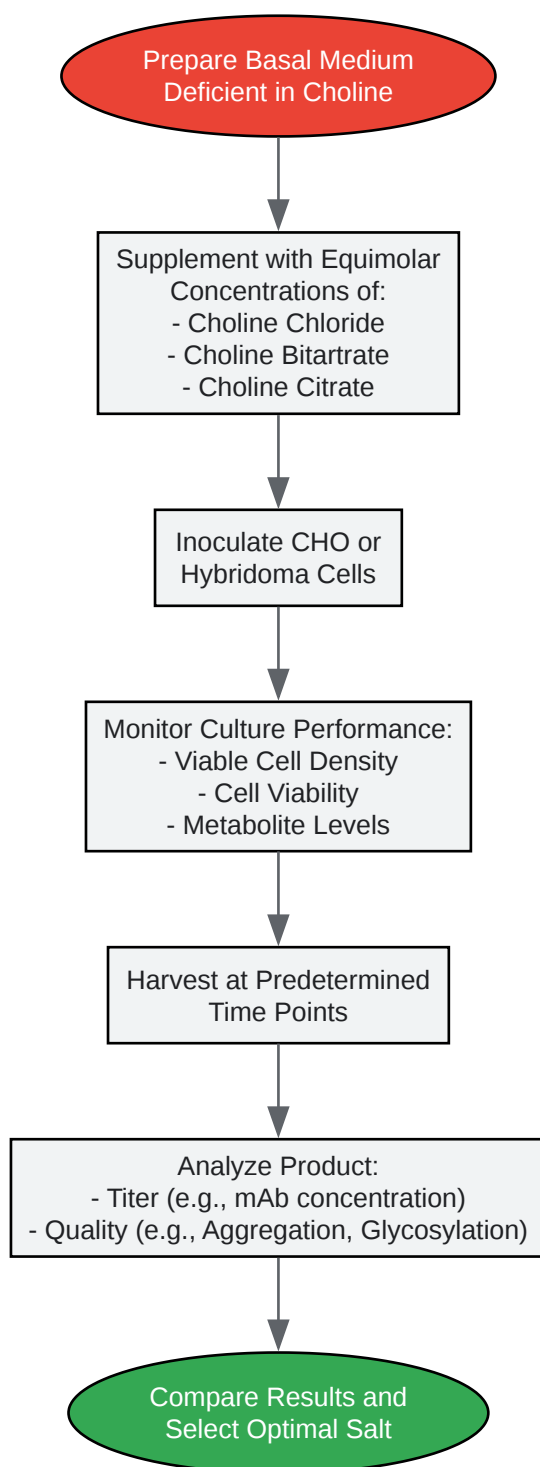 Prepare Basal Medium
Deficient in Choline
Supplement with Equimolar
Concentrations of:
- Choline Chloride
- Choline Bitartrate
- Choline Citrate
Inoculate CHO or
Hybridoma Cells
Monitor Culture Performance:
- Viable Cell Density
- Cell Viability
- Metabolite Levels
Harvest at Predetermined
Time Points
Analyze Product:
- Titer (e.g., mAb concentration)
- Quality (e.g., Aggregation, Glycosylation)
Compare Results and
Select Optimal Salt